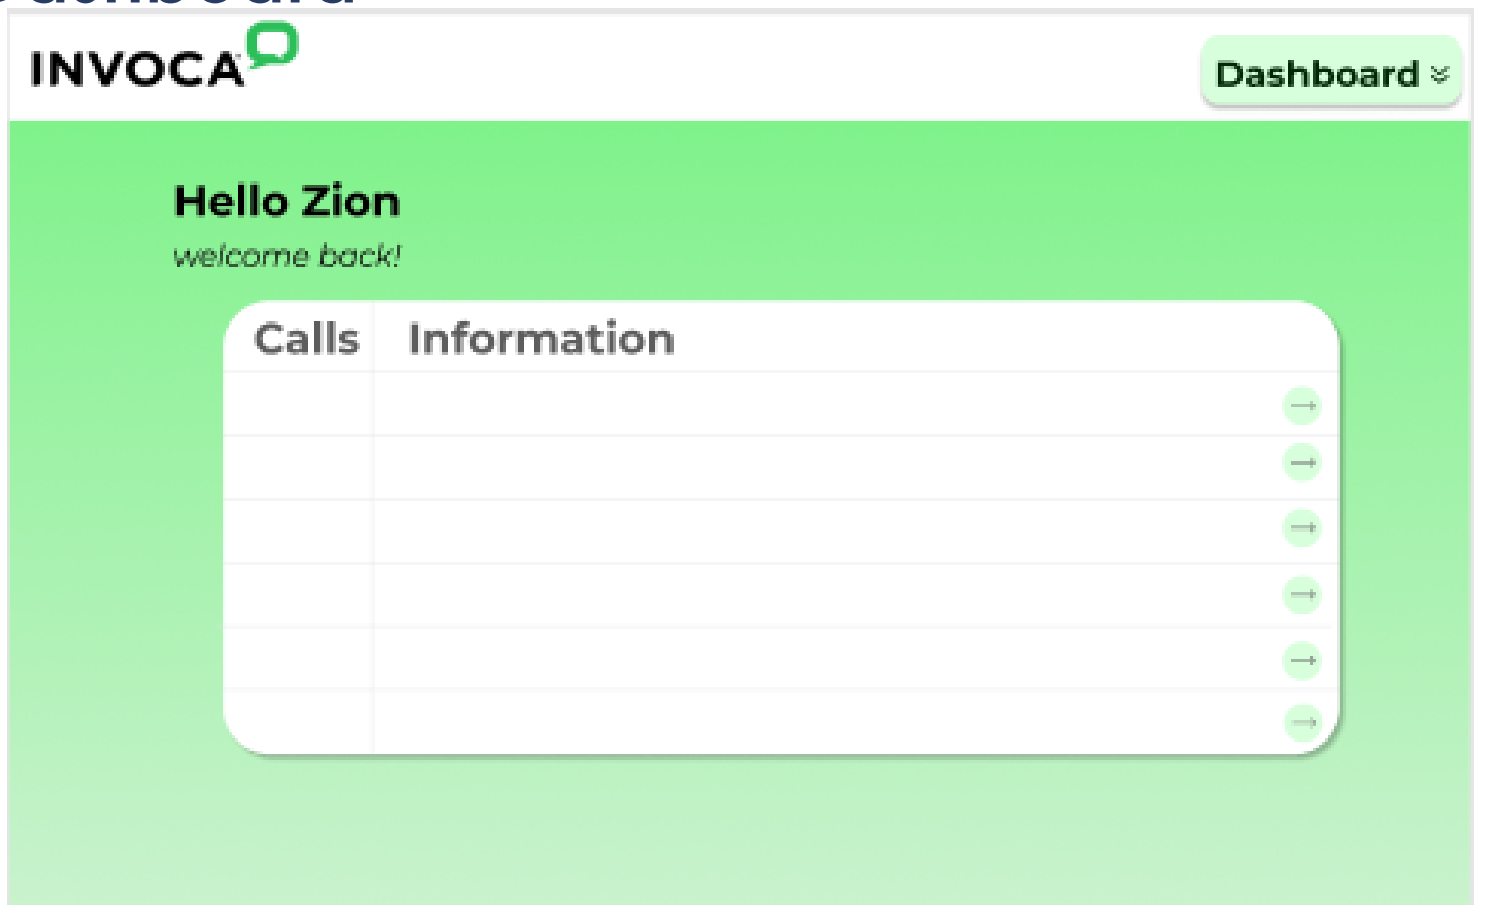 INVOCA
Dashboard
Hello Zion
welcome back!
Calls Information